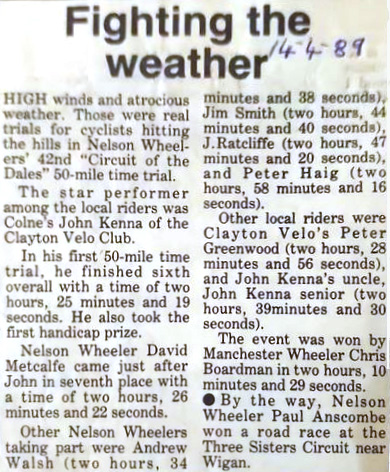 Fighting the
weather
14-4-89
HIGH winds and atrocious
weather. Those were real
trials for cyclists hitting
the hills in Nelson Wheel-
ers' 42nd "Circuit of the
Dales" 50-mile time trial.
The star performer
among the local riders was
Colne's John Kenna of the
Clayton Velo Club.
In his first 50-mile time
trial, he finished sixth
overall with a time of two
hours, 25 minutes and 19
seconds. He also took the
first handicap prize.
Nelson Wheeler David
Metcalfe came just after
John in seventh place with
a time of two hours, 26
minutes and 22 seconds.
Other Nelson Wheelers
taking part were Andrew
Walsh (two hours, 34
minutes and 38 seconds),
Jim Smith (two hours, 44
minutes and 40 seconds),
J.Ratcliffe (two hours, 47
minutes and 20 seconds),
and Peter Haig (two
hours, 58 minutes and 16
seconds).
Other local riders were
Clayton Velo's Peter
Greenwood (two hours, 28
minutes and 56 seconds),
and John Kenna's uncle,
John Kenna senior (two
hours, 39minutes and 30
seconds).
The event was won by
Manchester Wheeler Chris
Boardman in two hours, 10
minutes and 29 seconds.
● By the way, Nelson
Wheeler Paul Anscombe
won a road race at the
Three Sisters Circuit near
Wigan.